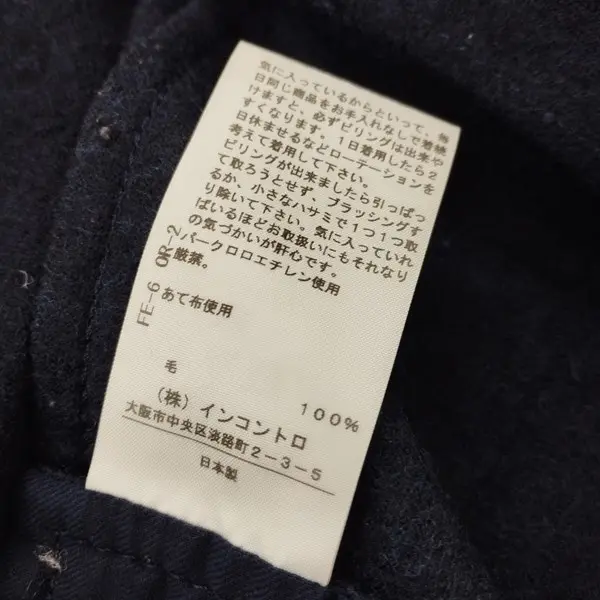 気に入っているからといって、毎
日同じ商品をお手入れなしで着続
けますと、必ずピリングは出来や
すくなります。1日着用したら2
日休ませるなどローテーションを
考えて着用して下さい。
ピリングが出来ましたら引っぱっ
て取ろうとせず、ブラッシングす
るか、小さなハサミで1つ1つ取
り除いて下さい。気に入っていれ
ばいるほどお取扱いにもそれなり
の気づかいが肝心です。
パークロロエチレン使用
厳禁。
あて布使用
FE-6 0R-2
毛 100%
(株)インコントロ
大阪市中央区淡路町2-3-5
日本製